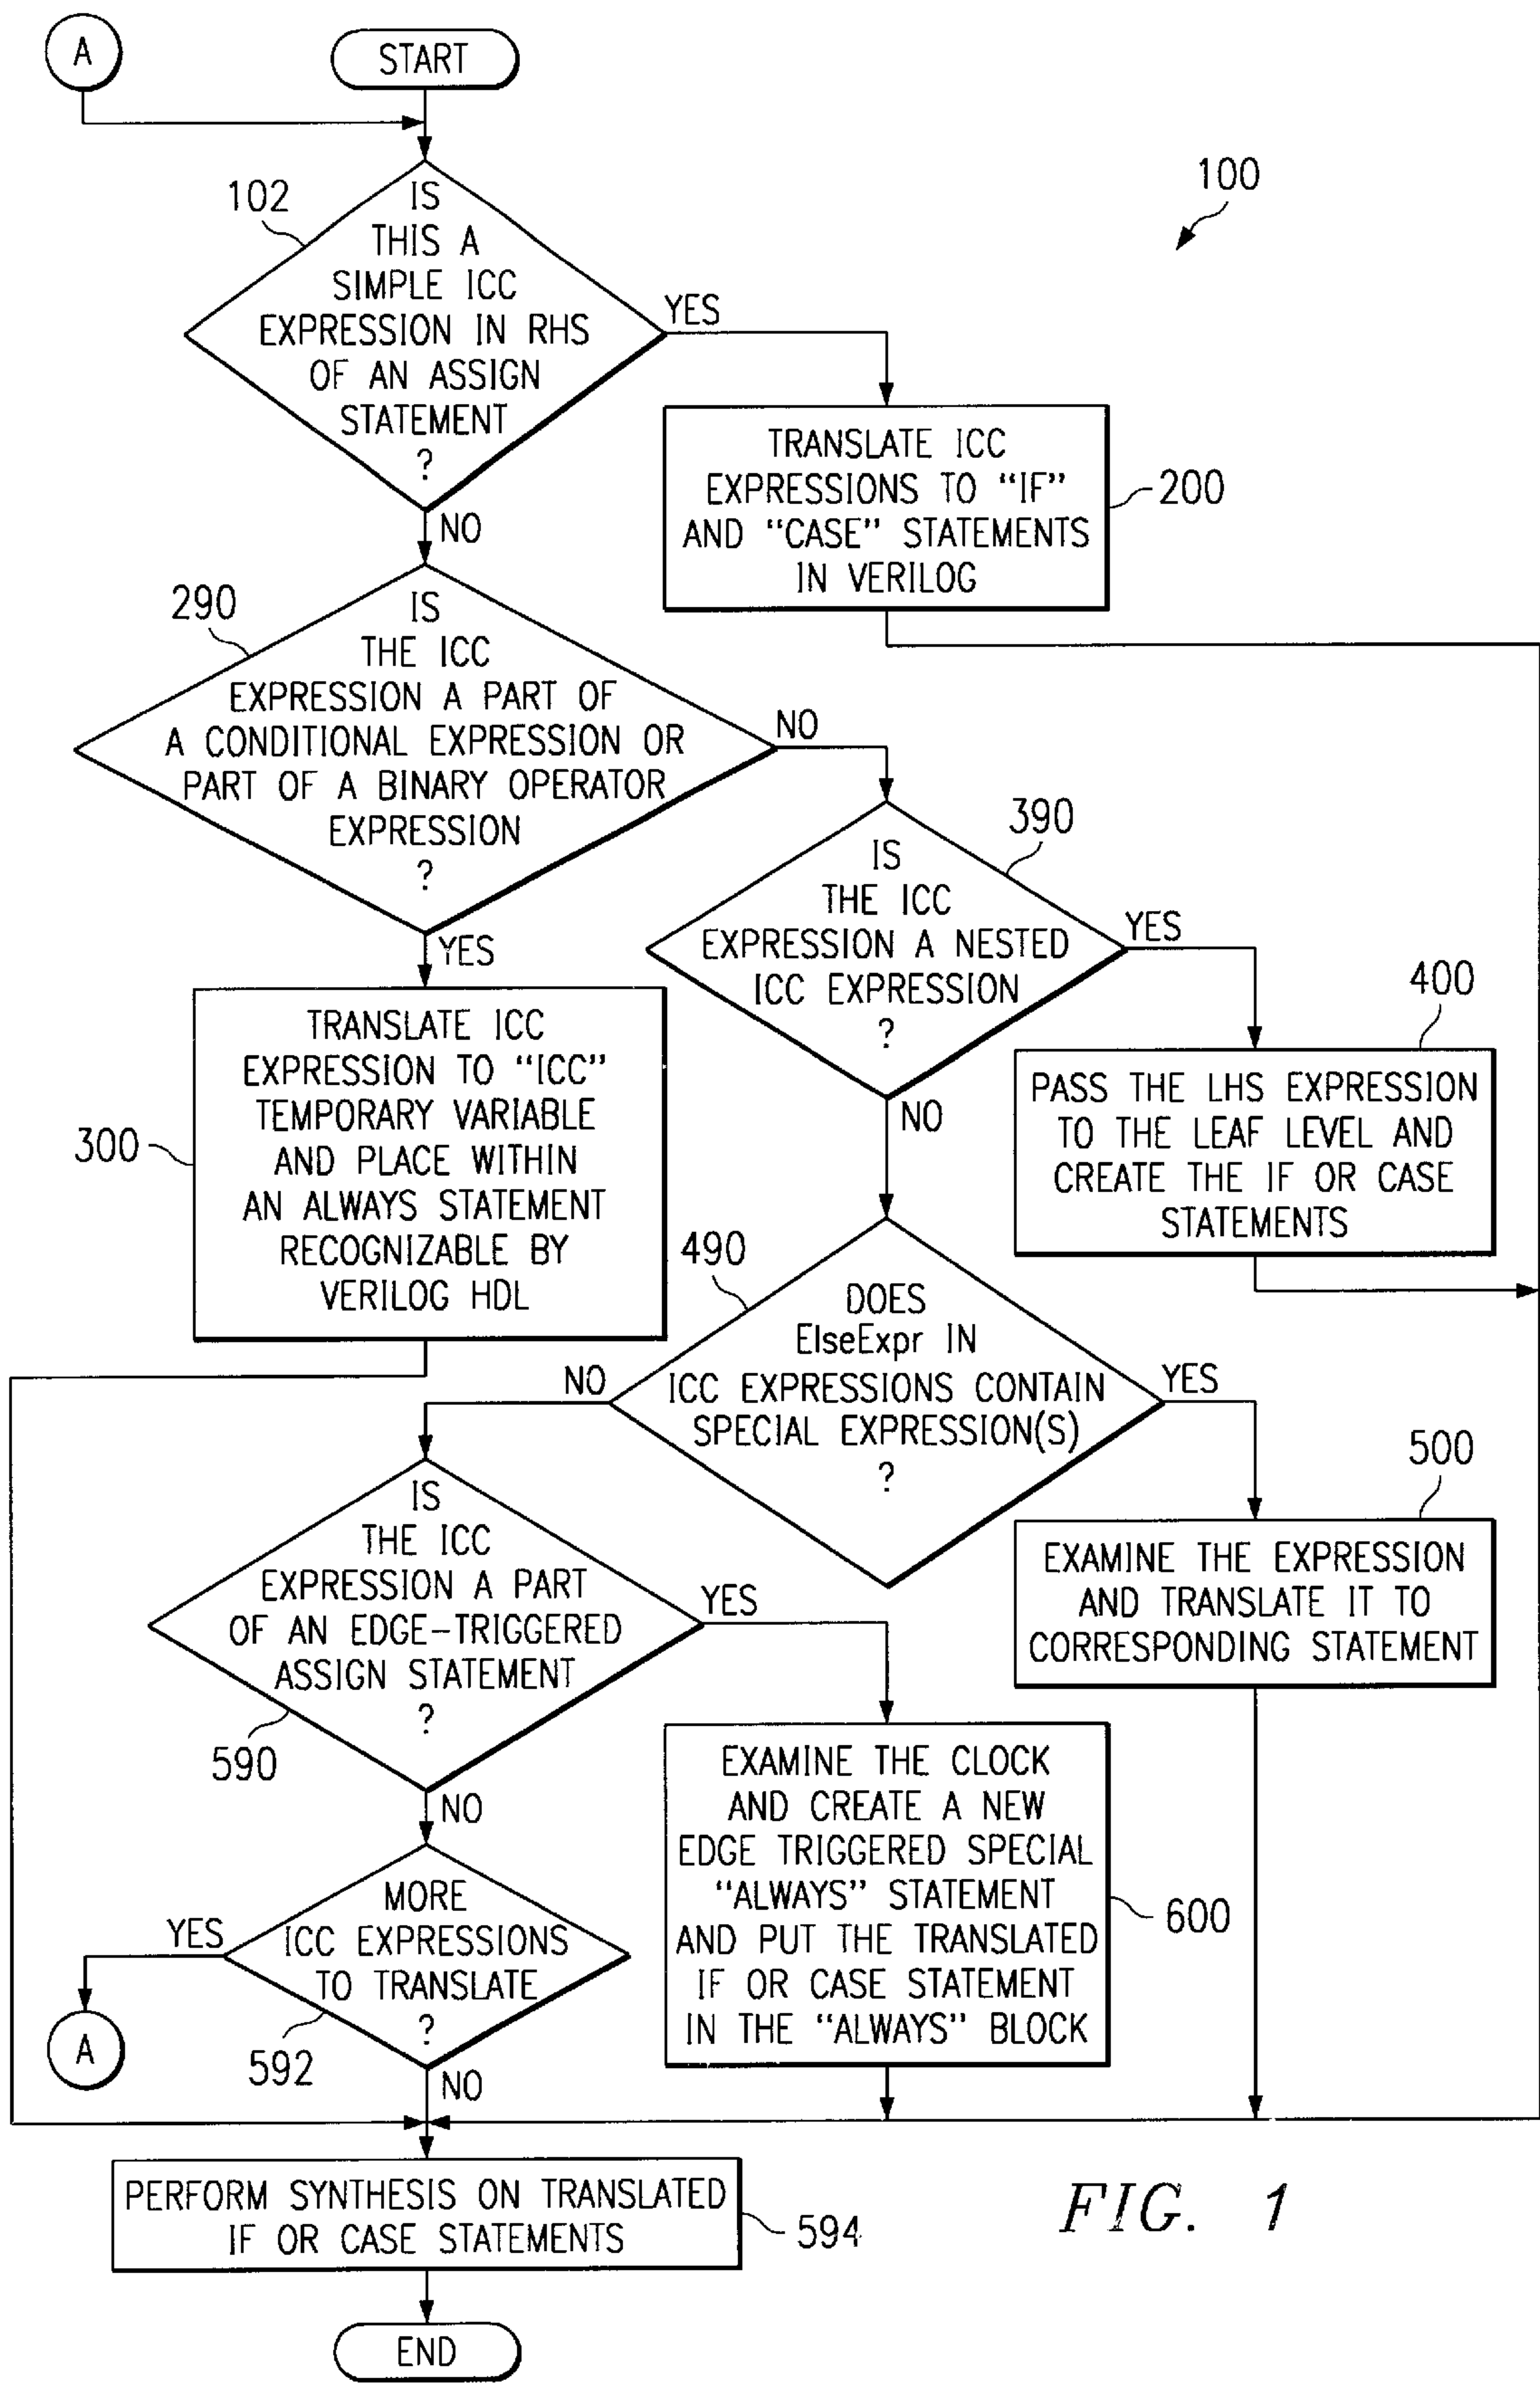 A
START
100
102
IS
THIS A
SIMPLE ICC
EXPRESSION IN RHS
OF AN ASSIGN
STATEMENT
?
YES
NO
TRANSLATE ICC
EXPRESSIONS TO “IF”
AND “CASE” STATEMENTS
IN VERILOG
200
290
IS
THE ICC
EXPRESSION A PART OF
A CONDITIONAL EXPRESSION OR
PART OF A BINARY OPERATOR
EXPRESSION
?
NO
YES
390
IS
THE ICC
EXPRESSION A NESTED
ICC EXPRESSION
?
YES
NO
TRANSLATE ICC
EXPRESSION TO “ICC”
TEMPORARY VARIABLE
AND PLACE WITHIN
AN ALWAYS STATEMENT
RECOGNIZABLE BY
VERILOG HDL
300
400
PASS THE LHS EXPRESSION
TO THE LEAF LEVEL AND
CREATE THE IF OR CASE
STATEMENTS
490
DOES
ElseExpr IN
ICC EXPRESSIONS CONTAIN
SPECIAL EXPRESSION(S)
?
NO
YES
500
EXAMINE THE EXPRESSION
AND TRANSLATE IT TO
CORRESPONDING STATEMENT
IS
THE ICC
EXPRESSION A PART
OF AN EDGE-TRIGGERED
ASSIGN STATEMENT
?
590
YES
NO
EXAMINE THE CLOCK
AND CREATE A NEW
EDGE TRIGGERED SPECIAL
“ALWAYS” STATEMENT
AND PUT THE TRANSLATED
IF OR CASE STATEMENT
IN THE “ALWAYS” BLOCK
600
MORE
ICC EXPRESSIONS
TO TRANSLATE
?
YES
A
592
NO
PERFORM SYNTHESIS ON TRANSLATED
IF OR CASE STATEMENTS
594
END
FIG. 1